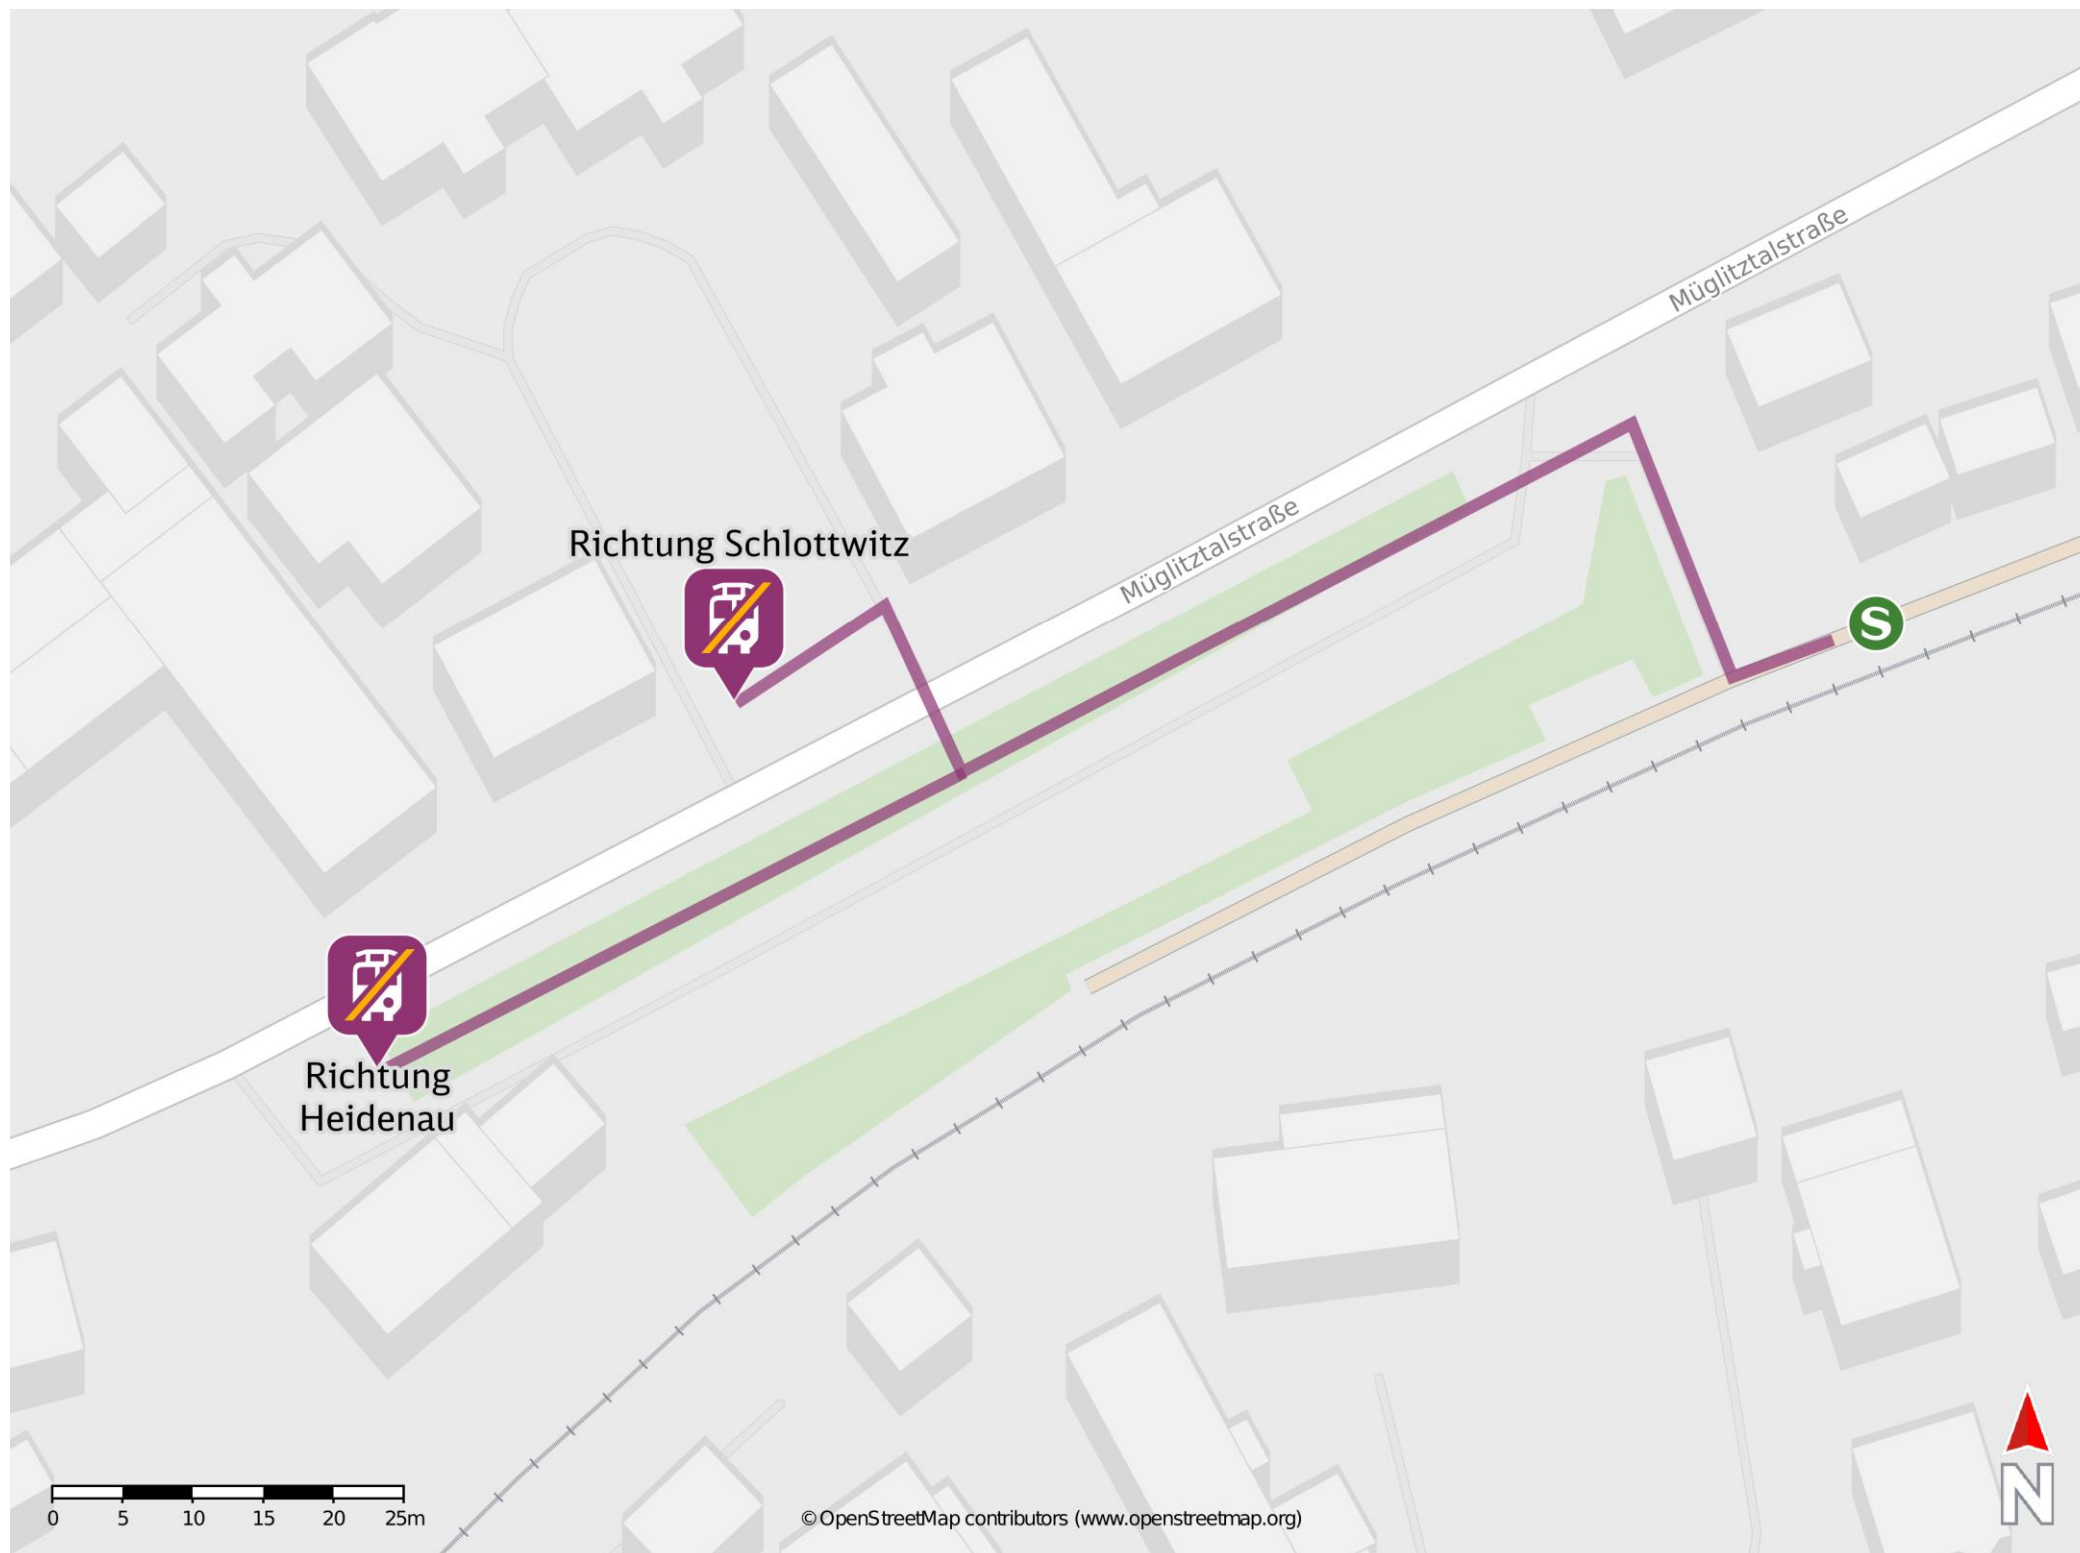 Müglitztalstraße
Müglitztalstraße
Richtung Schlottwitz
S
Richtung
Heidenau
0 5 10 15 20 25m
© OpenStreetMap contributors (www.openstreetmap.org)
N